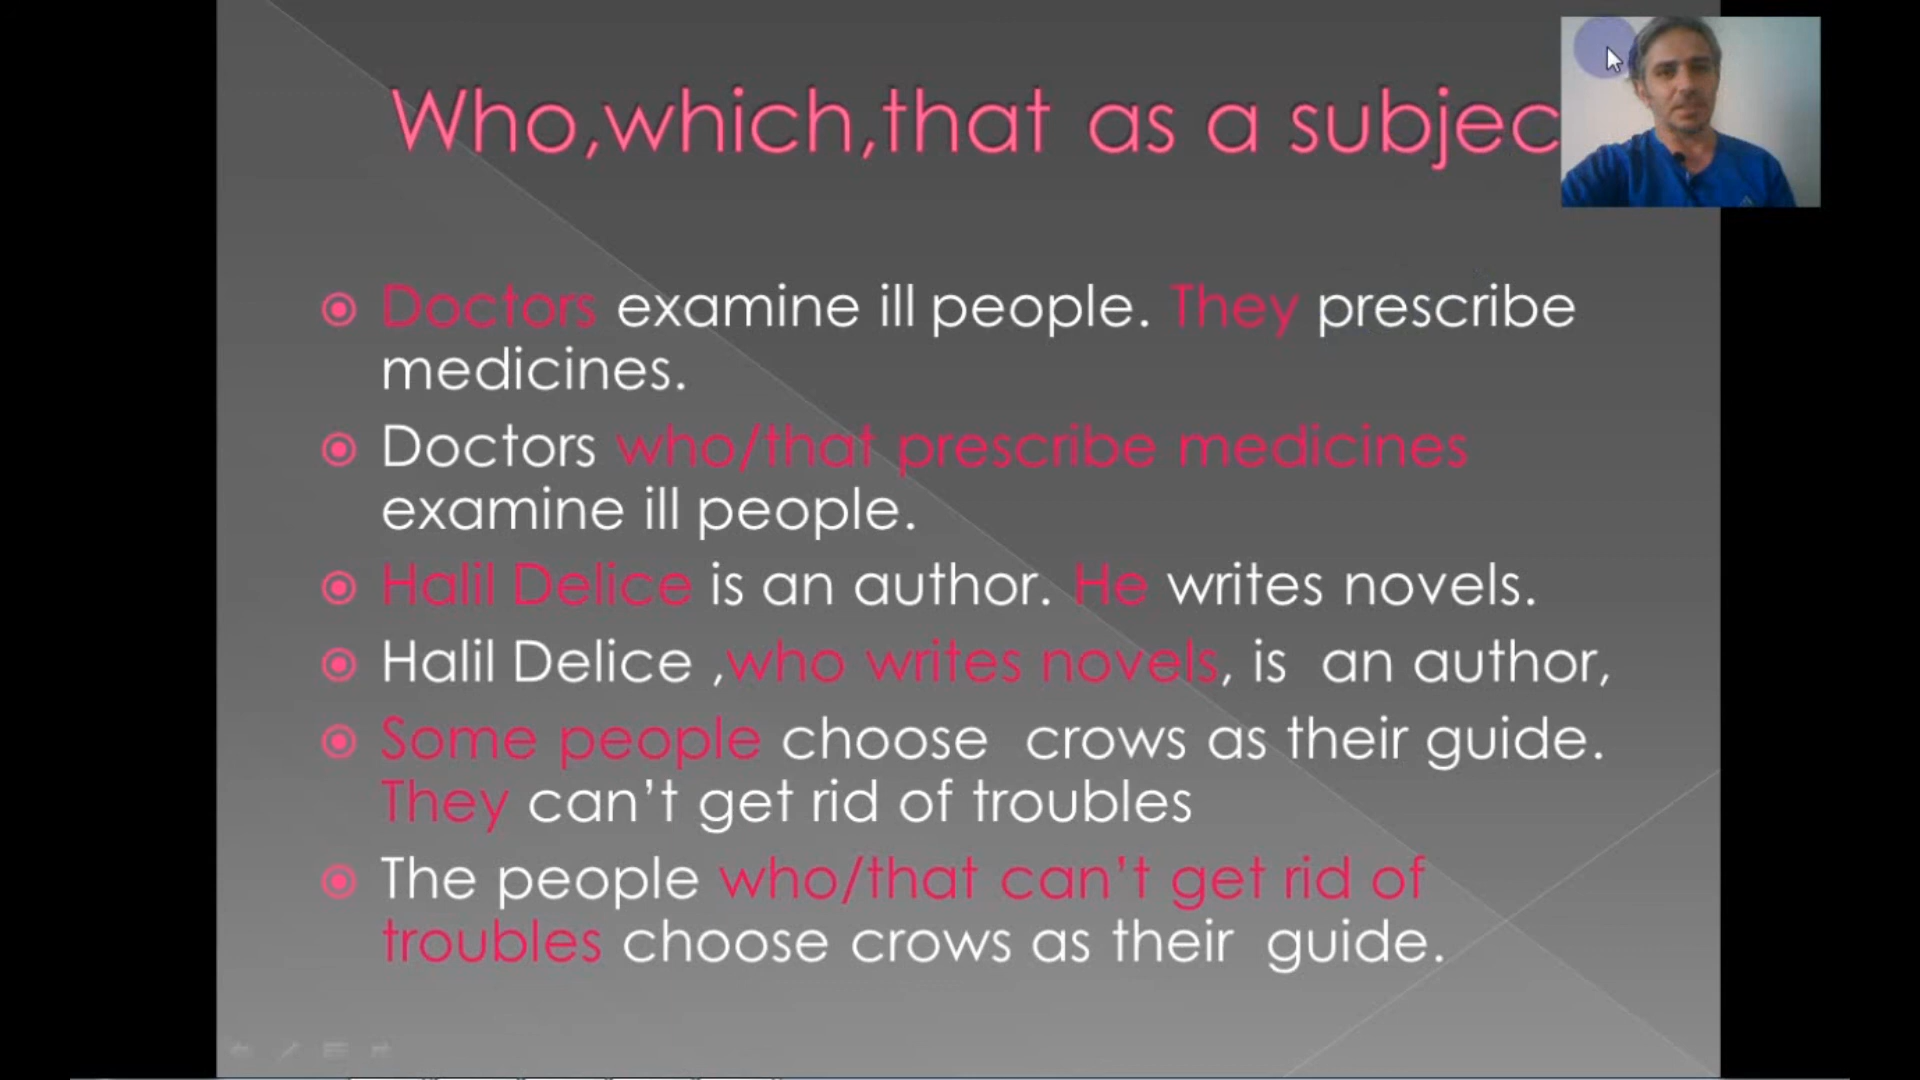 Who,which,that as a subjec
Doctors examine ill people. They prescribe
medicines.
Doctors who/that prescribe medicines
examine ill people.
Halil Delice is an author. He writes novels.
Halil Delice ,who writes novels, is an author,
Some people choose crows as their guide.
They can’t get rid of troubles
The people who/that can’t get rid of
troubles choose crows as their guide.